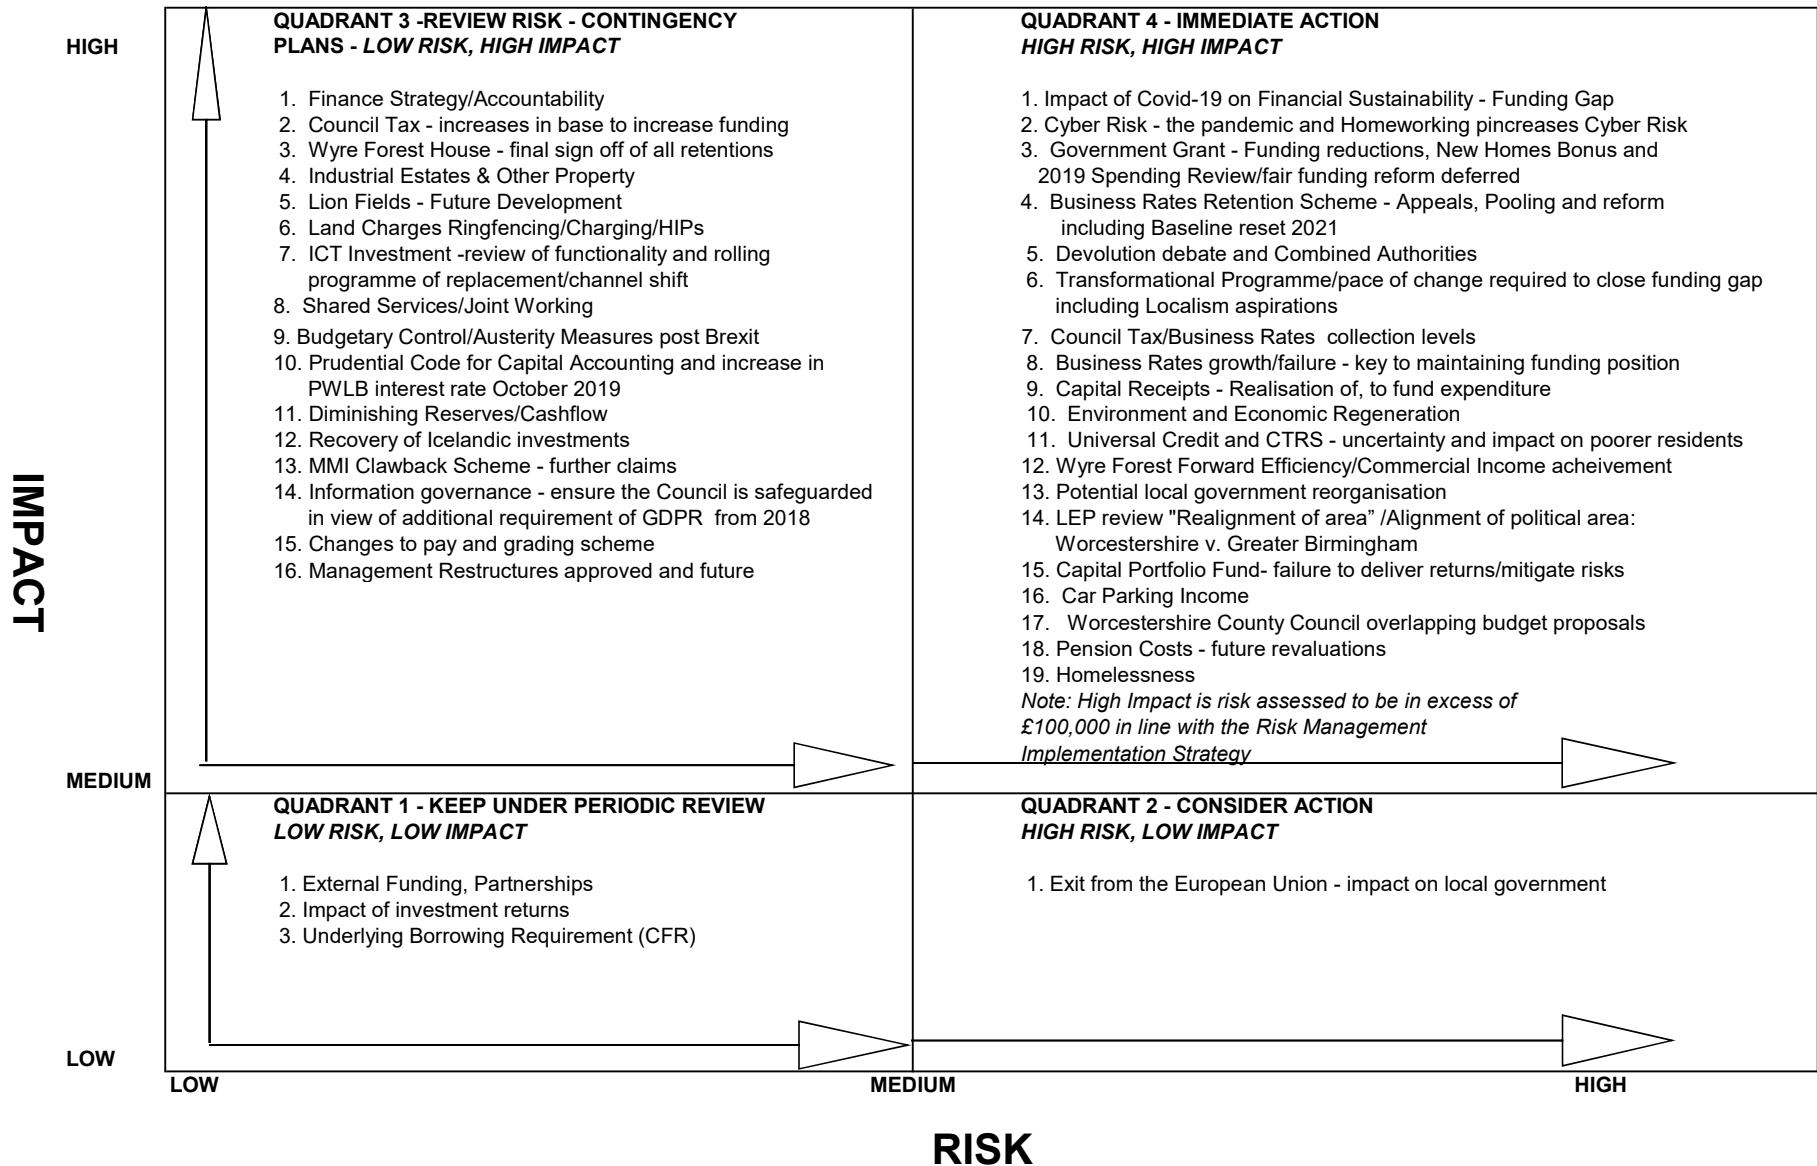 HIGH
QUADRANT 3 -REVIEW RISK - CONTINGENCY
PLANS - LOW RISK, HIGH IMPACT
1. Finance Strategy/Accountability
2. Council Tax - increases in base to increase funding
3. Wyre Forest House - final sign off of all retentions
4. Industrial Estates & Other Property
5. Lion Fields - Future Development
6. Land Charges Ringfencing/Charging/HIPs
7. ICT Investment -review of functionality and rolling
programme of replacement/channel shift
8. Shared Services/Joint Working
9. Budgetary Control/Austerity Measures post Brexit
10. Prudential Code for Capital Accounting and increase in
PWLB interest rate October 2019
11. Diminishing Reserves/Cashflow
12. Recovery of Icelandic investments
13. MMI Clawback Scheme - further claims
14. Information governance - ensure the Council is safeguarded
in view of additional requirement of GDPR from 2018
15. Changes to pay and grading scheme
16. Management Restructures approved and future
QUADRANT 4 - IMMEDIATE ACTION
HIGH RISK, HIGH IMPACT
1. Impact of Covid-19 on Financial Sustainability - Funding Gap
2. Cyber Risk - the pandemic and Homeworking pincreases Cyber Risk
3. Government Grant - Funding reductions, New Homes Bonus and
2019 Spending Review/fair funding reform deferred
4. Business Rates Retention Scheme - Appeals, Pooling and reform
including Baseline reset 2021
5. Devolution debate and Combined Authorities
6. Transformational Programme/pace of change required to close funding gap
including Localism aspirations
7. Council Tax/Business Rates collection levels
8. Business Rates growth/failure - key to maintaining funding position
9. Capital Receipts - Realisation of, to fund expenditure
10. Environment and Economic Regeneration
11. Universal Credit and CTRS - uncertainty and impact on poorer residents
12. Wyre Forest Forward Efficiency/Commercial Income acheivement
13. Potential local government reorganisation
14. LEP review "Realignment of area” /Alignment of political area:
Worcestershire v. Greater Birmingham
15. Capital Portfolio Fund- failure to deliver returns/mitigate risks
16. Car Parking Income
17. Worcestershire County Council overlapping budget proposals
18. Pension Costs - future revaluations
19. Homelessness
Note: High Impact is risk assessed to be in excess of
£100,000 in line with the Risk Management
Implementation Strategy
IMPACT
MEDIUM
QUADRANT 1 - KEEP UNDER PERIODIC REVIEW
LOW RISK, LOW IMPACT
1. External Funding, Partnerships
2. Impact of investment returns
3. Underlying Borrowing Requirement (CFR)
QUADRANT 2 - CONSIDER ACTION
HIGH RISK, LOW IMPACT
1. Exit from the European Union - impact on local government
LOW
LOW
MEDIUM
HIGH
RISK